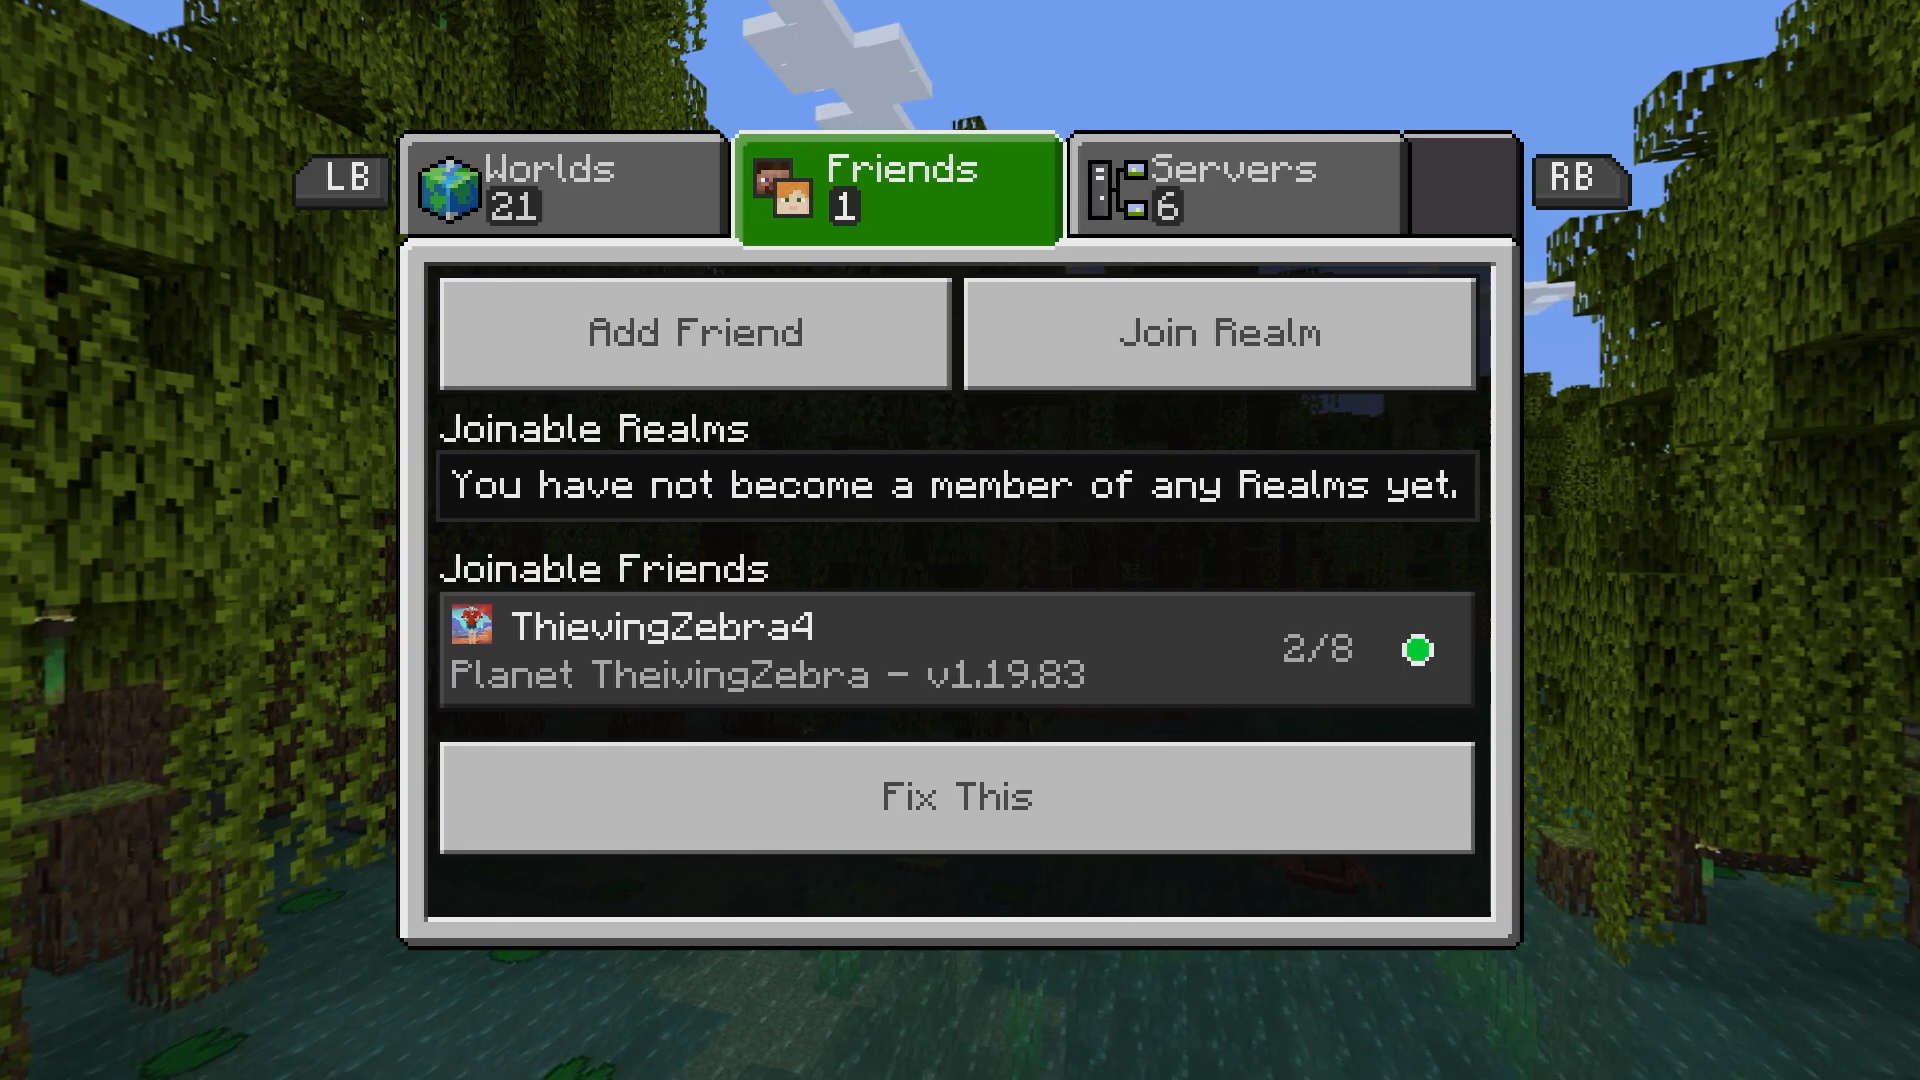 LB
Worlds
21
Friends
1
Servers
6
RB
Add Friend
Join Realm
Joinable Realms
You have not become a member of any Realms yet.
Joinable Friends
ThievingZebra4
Planet TheivingZebra - v1.19.83
2/8
Fix This